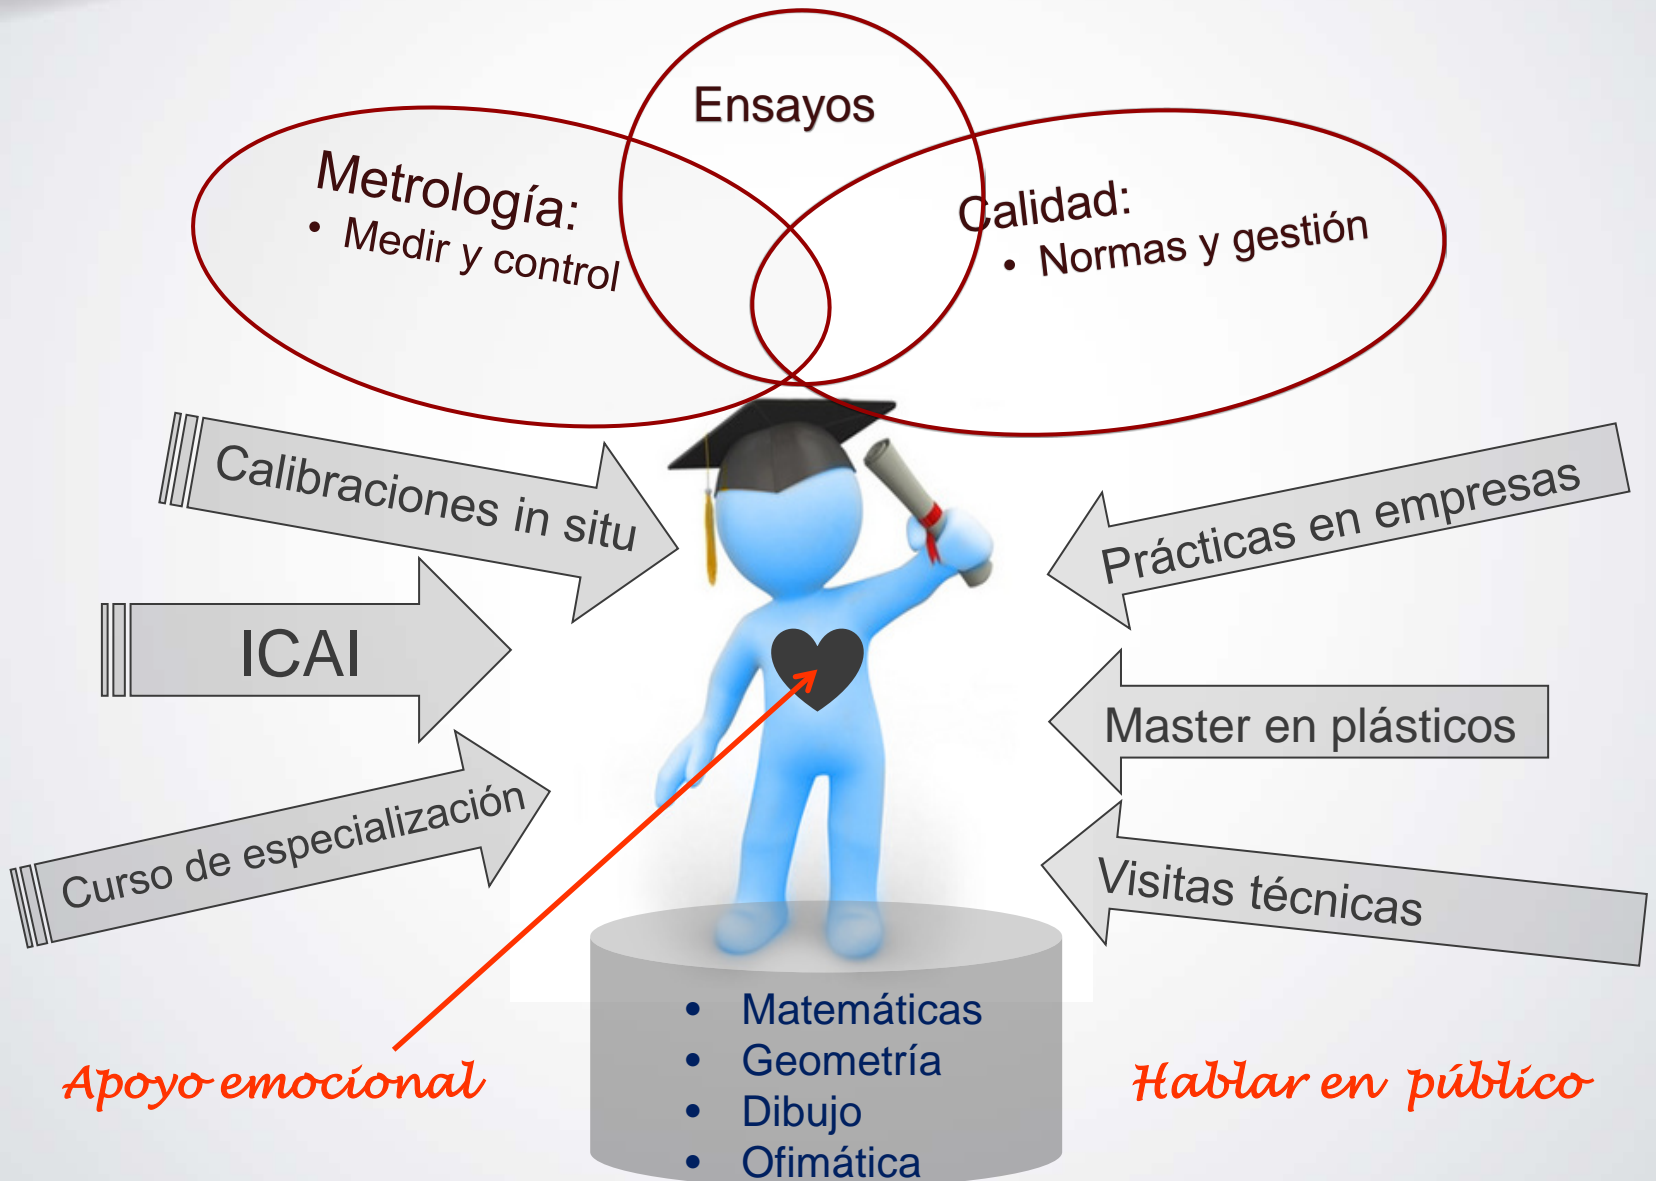 Ensayos
Metrología:
• Medir y control
Calidad:
• Normas y gestión
Calibraciones in situ
ICAI
Curso de especialización
Prácticas en empresas
Master en plásticos
Visitas técnicas
• Matemáticas
• Geometría
• Dibujo
• Ofimática
Apoyo emocional
Hablar en público